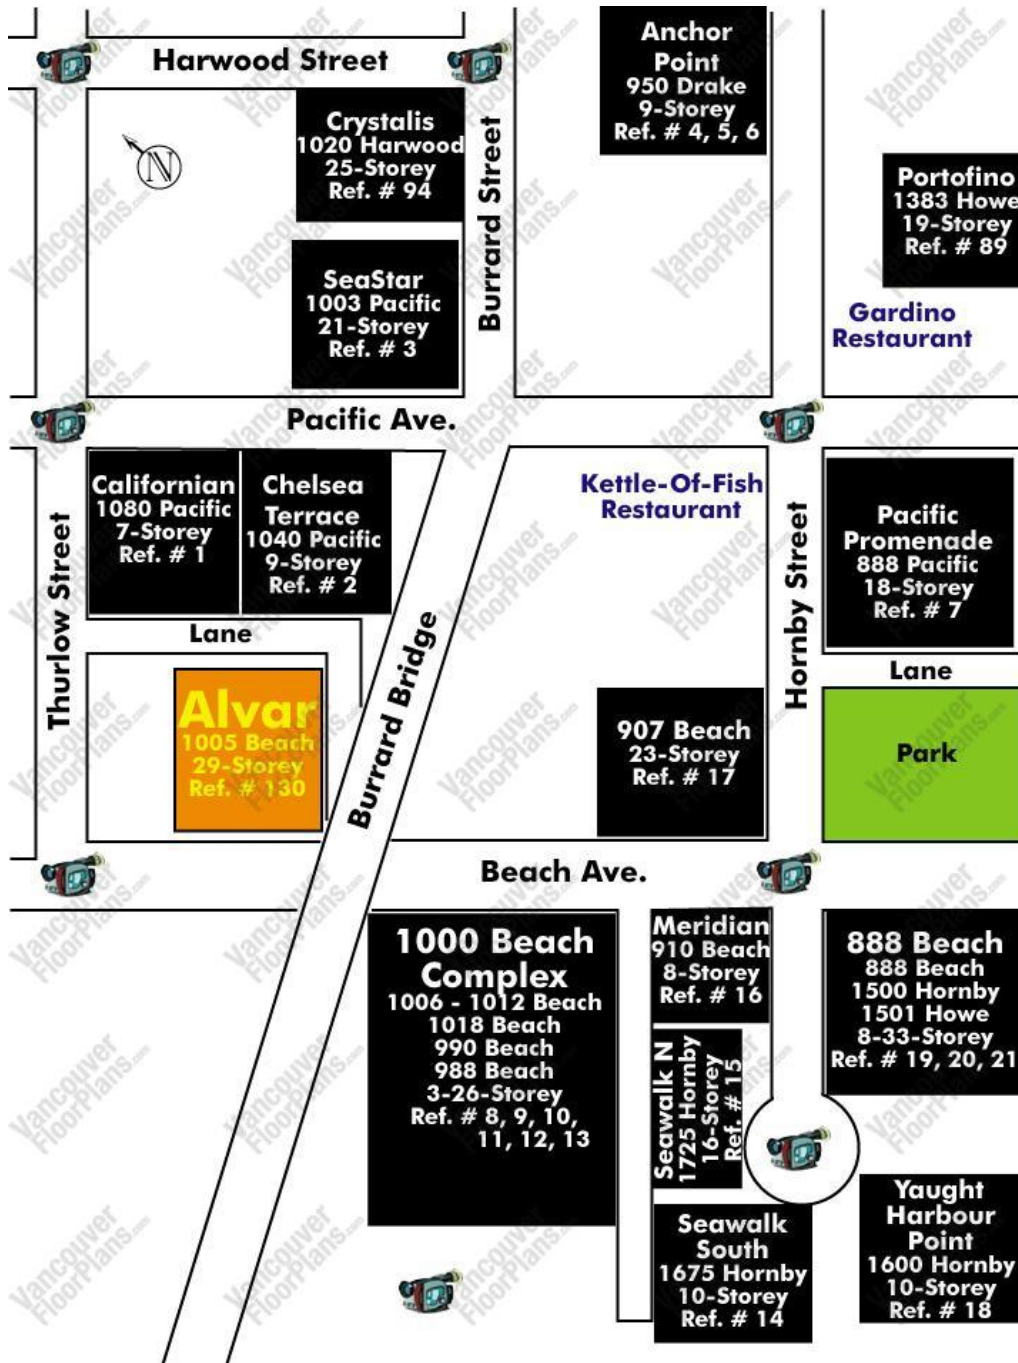 Harwood Street
Anchor
Point
950 Drake
9-Storey
Ref. # 4, 5, 6
Crystalis
1020 Harwood
25-Storey
Ref. # 94
N
Burrard Street
Portofino
1383 Howe
19-Storey
Ref. # 89
SeaStar
1003 Pacific
21-Storey
Ref. # 3
Gardino
Restaurant
Pacific Ave.
Californian
1080 Pacific
7-Storey
Ref. # 1
Chelsea
Terrace
1040 Pacific
9-Storey
Ref. # 2
Kettle-Of-Fish
Restaurant
Hornby Street
Pacific
Promenade
888 Pacific
18-Storey
Ref. # 7
Thurlow Street
Lane
Burrard Bridge
Lane
Alvar
1005 Beach
29-Storey
Ref. # 130
907 Beach
23-Storey
Ref. # 17
Park
Beach Ave.
1000 Beach
Complex
1006 - 1012 Beach
1018 Beach
990 Beach
988 Beach
3-26-Storey
Ref. # 8, 9, 10,
11, 12, 13
Meridian
910 Beach
8-Storey
Ref. # 16
888 Beach
888 Beach
1500 Hornby
1501 Howe
8-33-Storey
Ref. # 19, 20, 21
Seawalk N
1725 Hornby
16-Storey
Ref. # 15
Seawalk
South
1675 Hornby
10-Storey
Ref. # 14
Yaught
Harbour
Point
1600 Hornby
10-Storey
Ref. # 18
Vancouver
FloorPlans.com